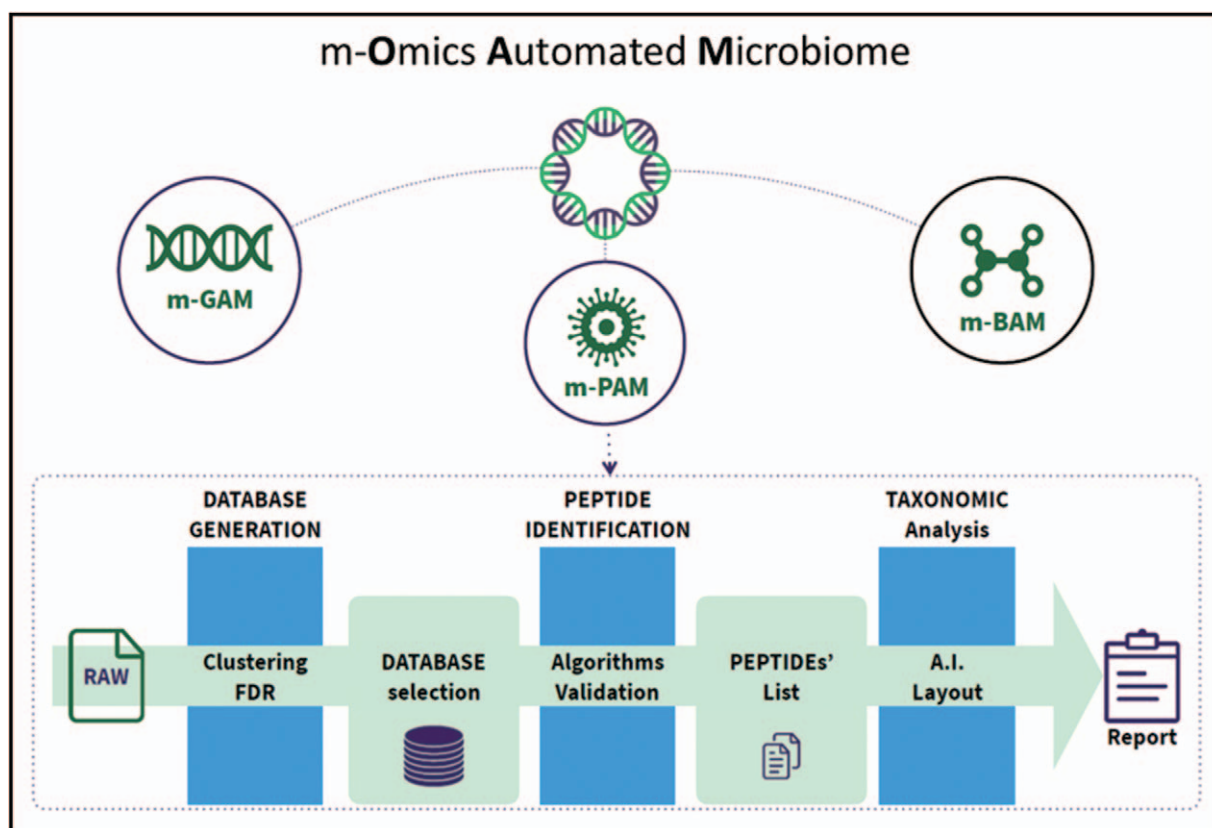 m-Omics Automated Microbiome
m-GAM
m-PAM
m-BAM
DATABASE
GENERATION
PEPTIDE
IDENTIFICATION
TAXONOMIC
Analysis
RAW
Clustering
FDR
DATABASE
selection
Algorithms
Validation
PEPTIDEs’
List
A.I.
Layout
Report